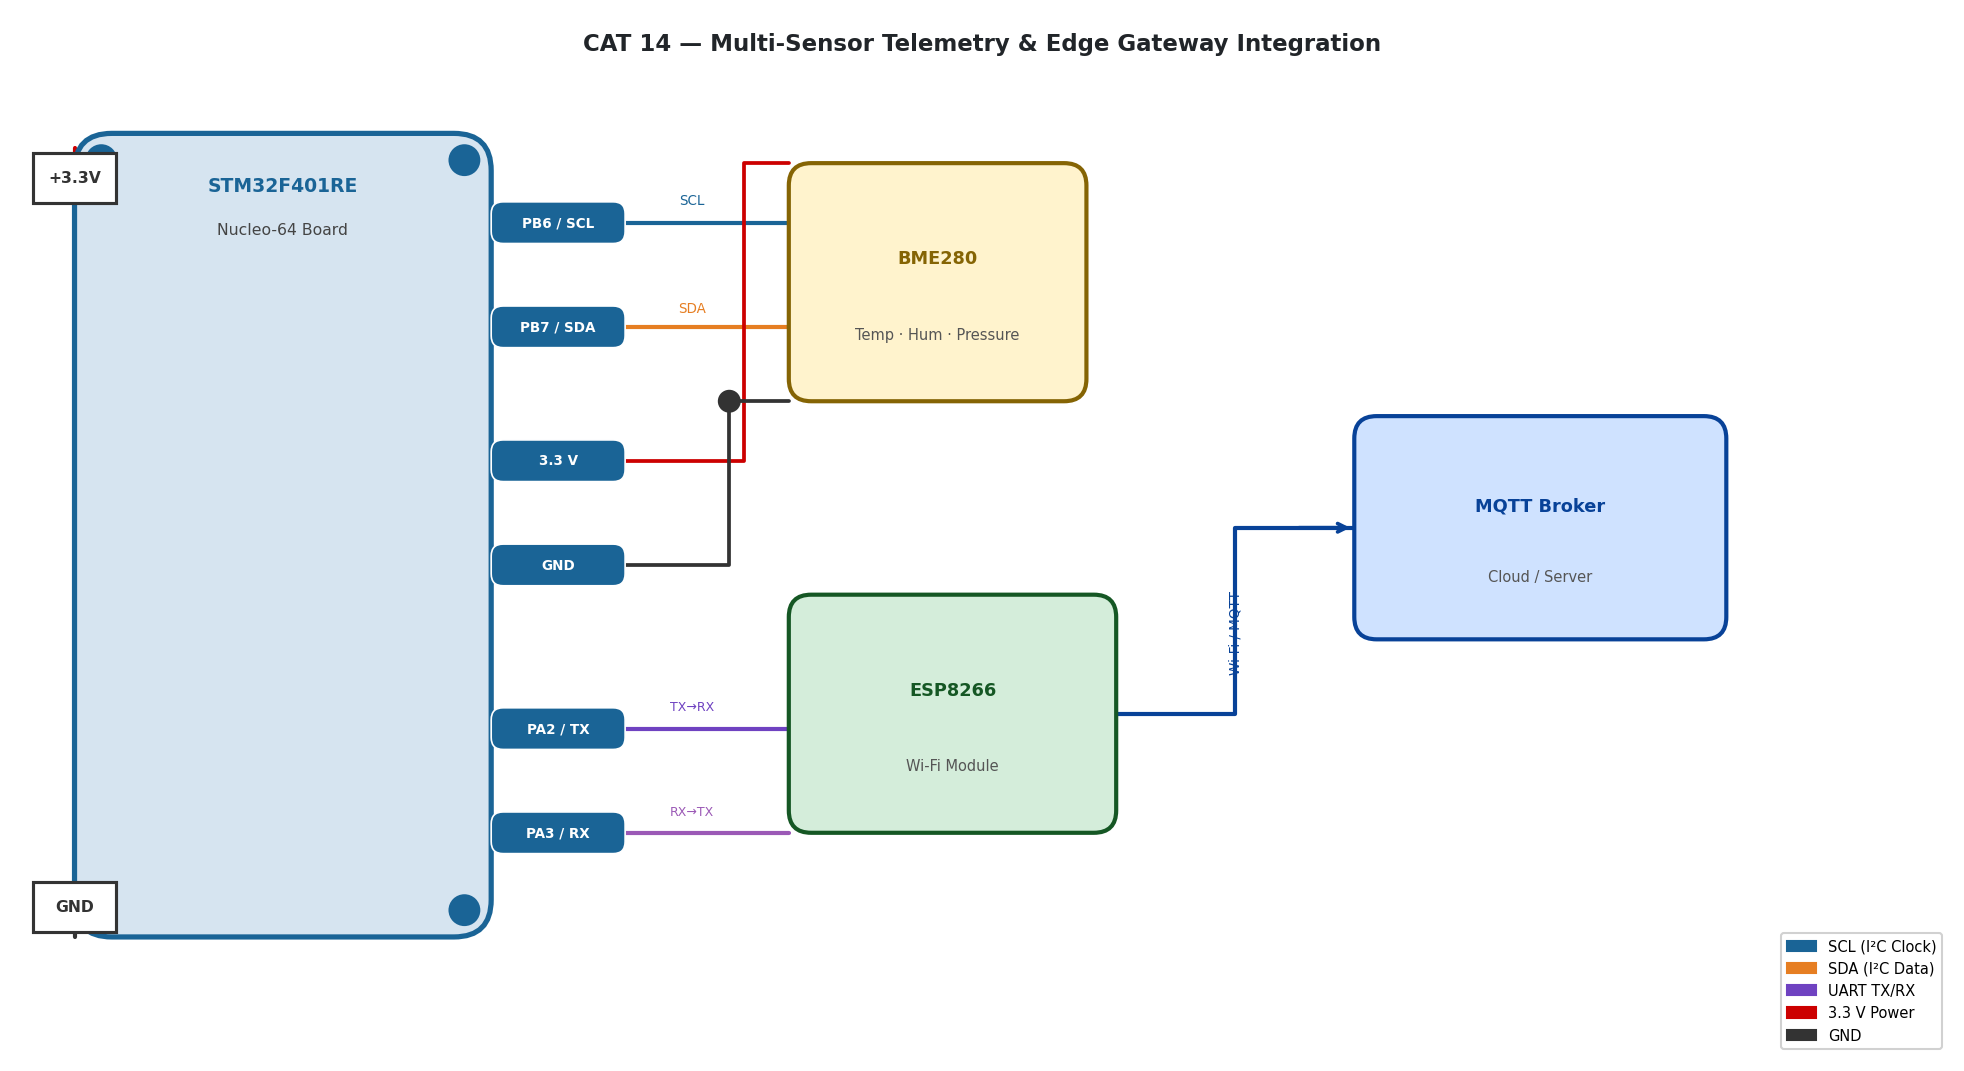 CAT 14 — Multi-Sensor Telemetry & Edge Gateway Integration
+3.3V
STM32F401RE
Nucleo-64 Board
PB6 / SCL
SCL
PB7 / SDA
SDA
3.3 V
GND
BME280
Temp · Hum · Pressure
MQTT Broker
Cloud / Server
Wi-Fi / MQTT
ESP8266
Wi-Fi Module
PA2 / TX
TX→RX
PA3 / RX
RX→TX
GND
SCL (I²C Clock)
SDA (I²C Data)
UART TX/RX
3.3 V Power
GND